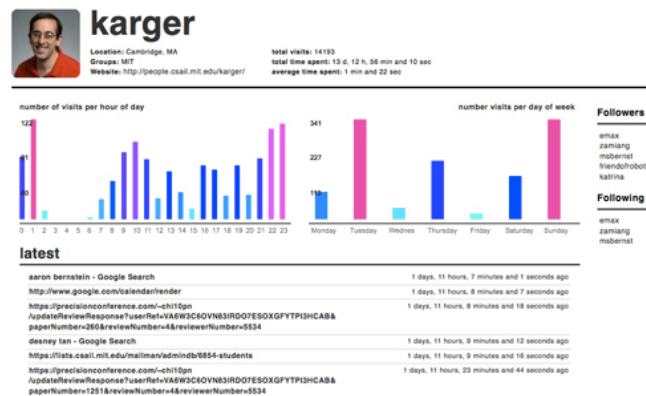 karger
Location: Cambridge, MA
Groups: MIT
Website: http://people.csail.mit.edu/karger/
total visits: 14193
total time spent: 13 d, 12 h, 56 min and 10 sec
average time spent: 1 min and 22 sec
number of visits per hour of day
122
91
60
0 1 2 3 4 5 6 7 8 9 10 11 12 13 14 15 16 17 18 19 20 21 22 23
number visits per day of week
341
227
113
Monday Tuesday Wednes Thursday Friday Saturday Sunday
Followers
emax
zamiang
msbernst
friendofrobot
katrina
Following
emax
zamiang
msbernst
latest
aaron bernstein - Google Search 1 days, 11 hours, 7 minutes and 1 seconds ago
http://www.google.com/calendar/render 1 days, 11 hours, 8 minutes and 7 seconds ago
https://precisionconference.com/~chi10pn 1 days, 11 hours, 8 minutes and 18 seconds ago
/updateReviewResponse?userRef=VA6W3C6OVN83IRDO7ESOXGFYTPI3HCAB&
paperNumber=260&reviewNumber=4&reviewerNumber=5534
desney tan - Google Search 1 days, 11 hours, 9 minutes and 12 seconds ago
https://lists.csail.mit.edu/mailman/admindb/6854-students 1 days, 11 hours, 9 minutes and 16 seconds ago
https://precisionconference.com/~chi10pn 1 days, 11 hours, 23 minutes and 44 seconds ago
/updateReviewResponse?userRef=VA6W3C6OVN83IRDO7ESOXGFYTPI3HCAB&
paperNumber=1251&reviewNumber=4&reviewerNumber=5534